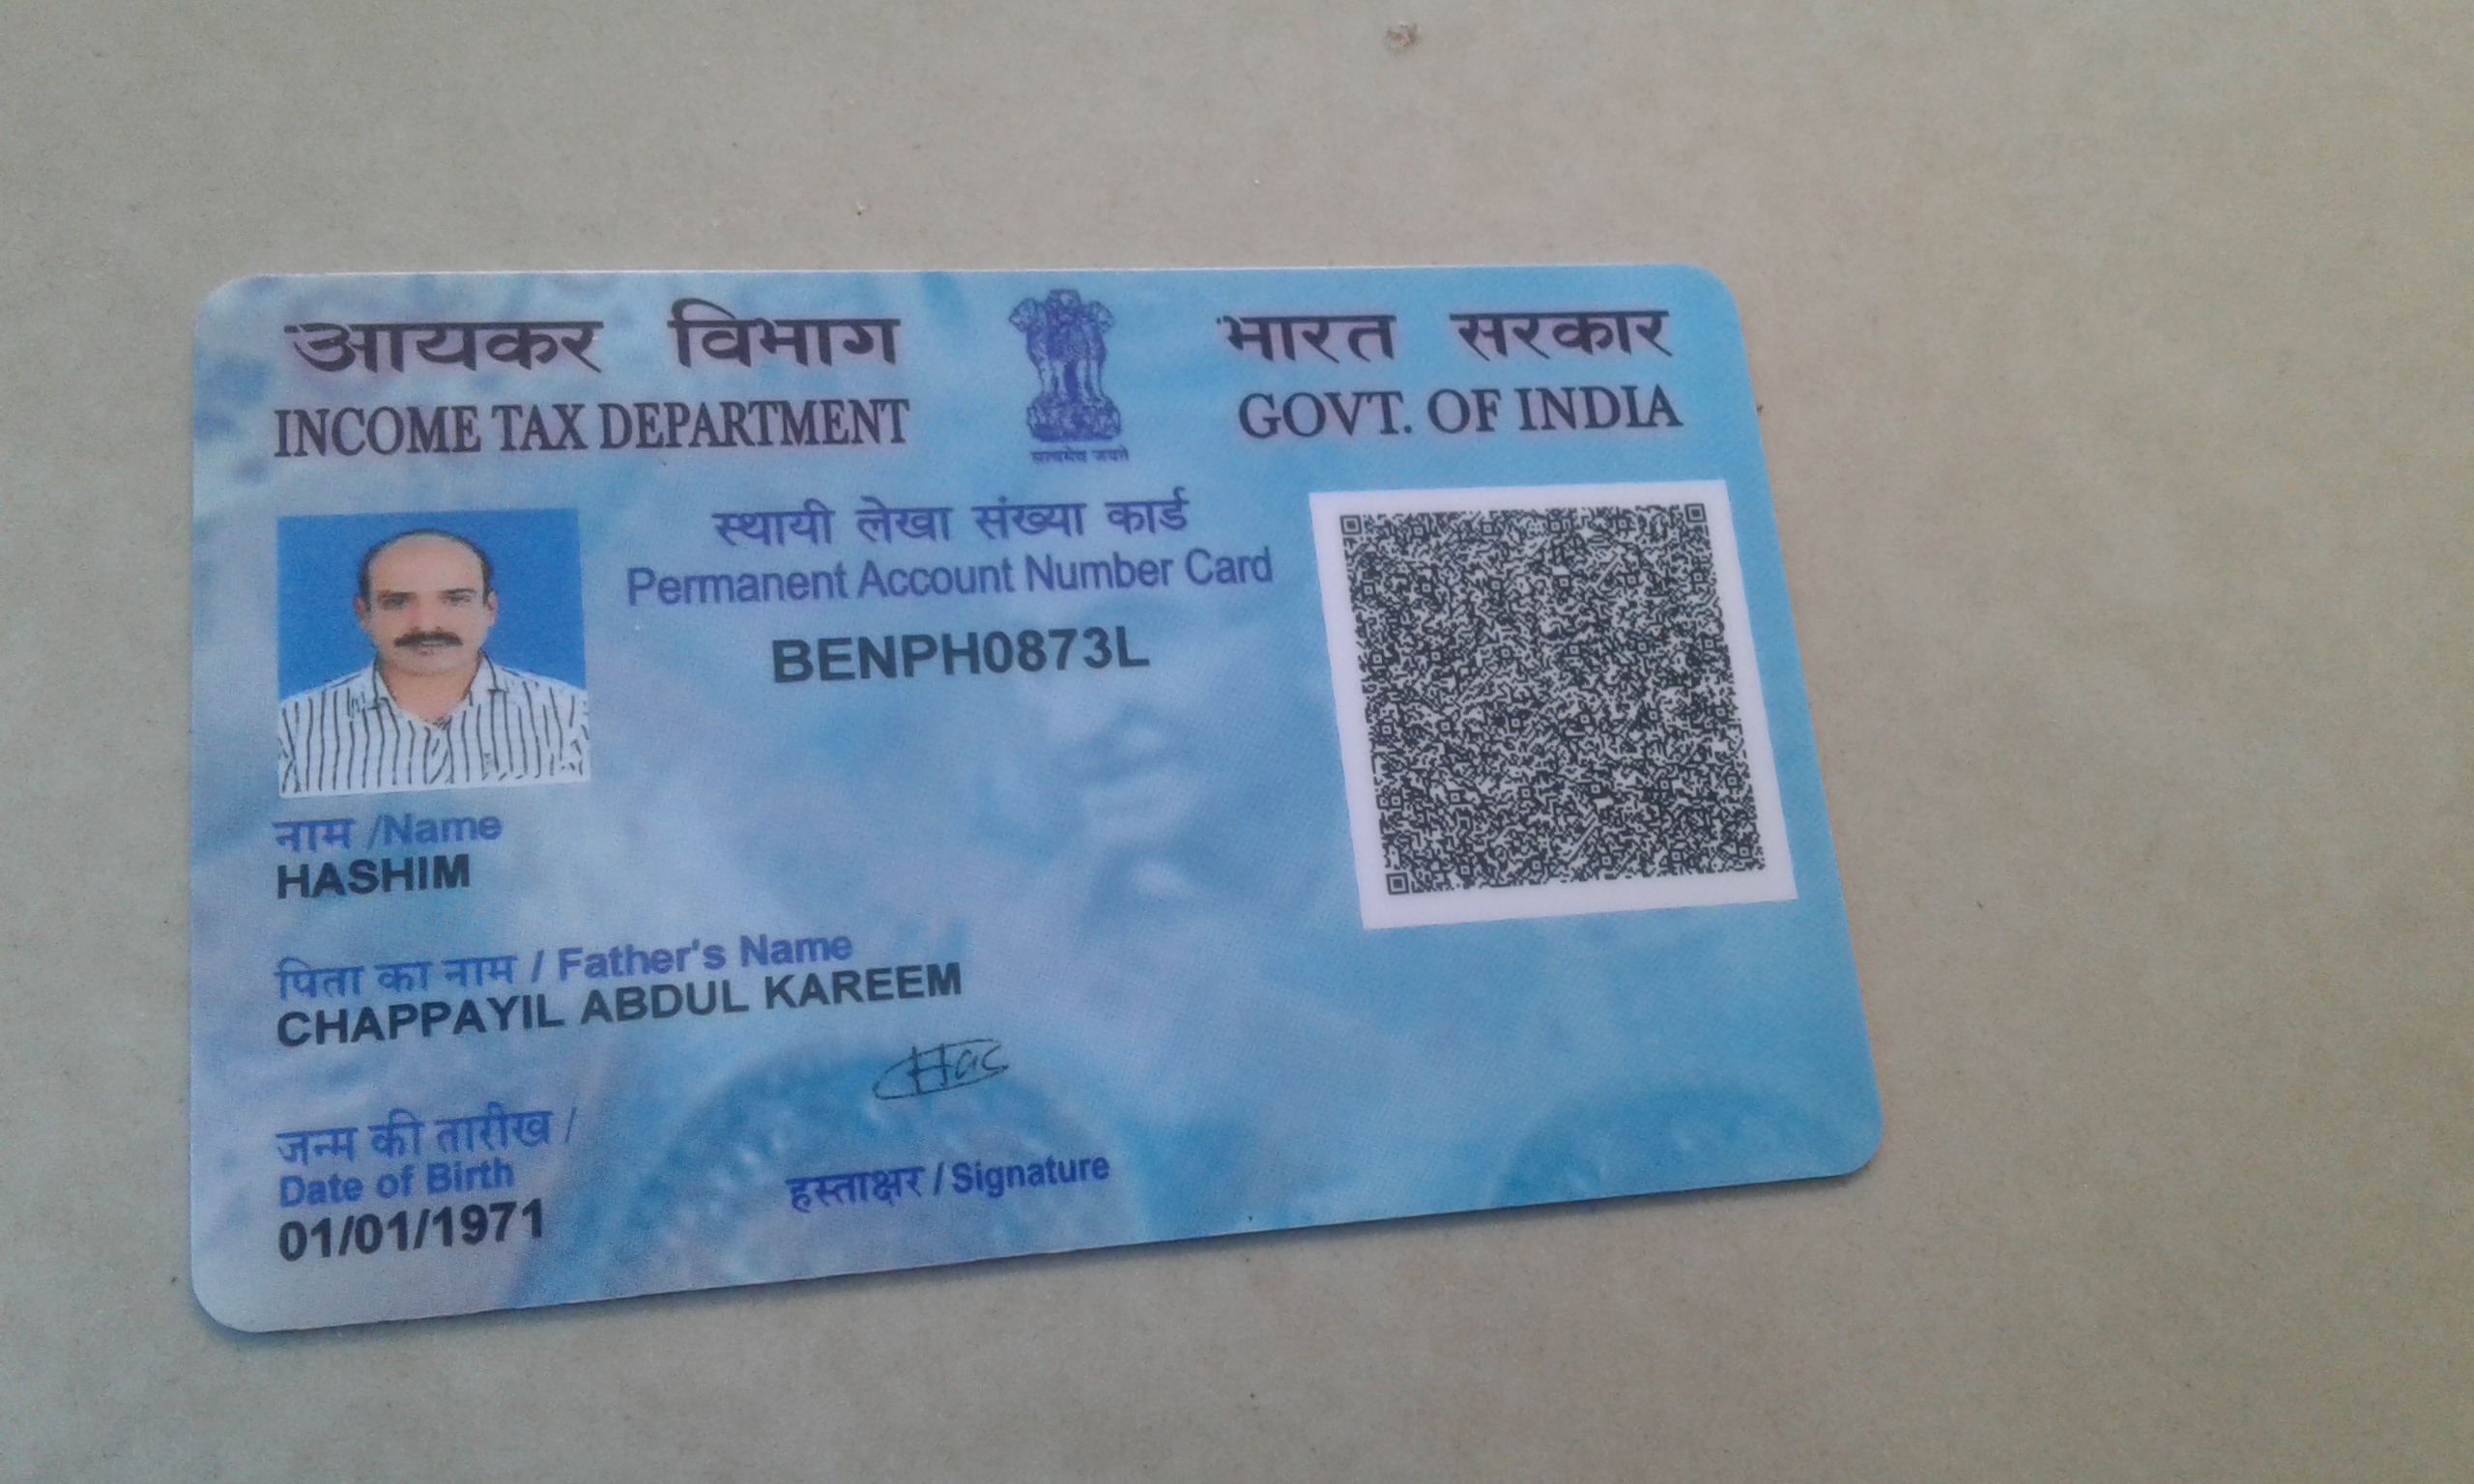 आयकर विभाग
INCOME TAX DEPARTMENT
सत्यमेव जयते
भारत सरकार
GOVT. OF INDIA
स्थायी लेखा संख्या कार्ड
Permanent Account Number Card
BENPH0873L
नाम /Name
HASHIM
पिता का नाम / Father's Name
CHAPPAYIL ABDUL KAREEM
जन्म की तारीख /
Date of Birth
01/01/1971
हस्ताक्षर / Signature